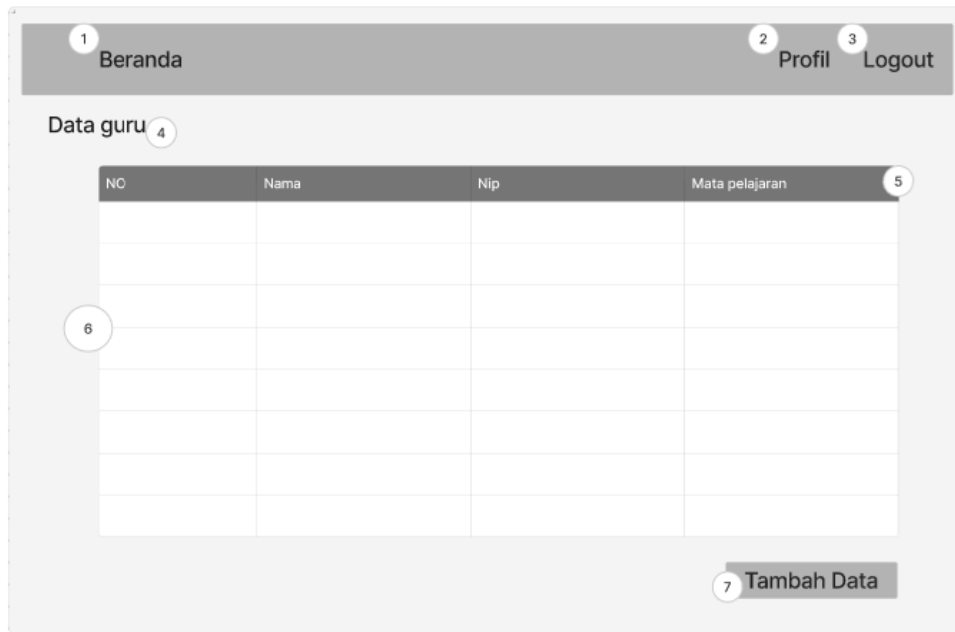 1 Beranda 2 Profil 3 Logout
Data guru 4
NO Nama Nip Mata pelajaran 5
6
7 Tambah Data